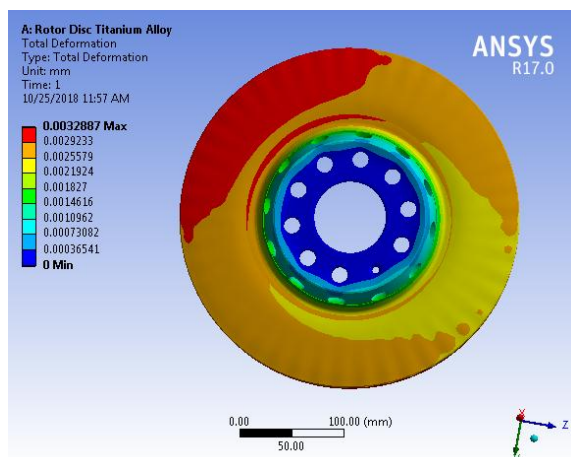 A: Rotor Disc Titanium Alloy
Total Deformation
Type: Total Deformation
Unit: mm
Time: 1
10/25/2018 11:57 AM
ANSYS
R17.0
0.0032887 Max
0.0029233
0.0025579
0.0021924
0.001827
0.0014616
0.0010962
0.00073082
0.00036541
0 Min
0.00 100.00 (mm)
50.00
X
Z